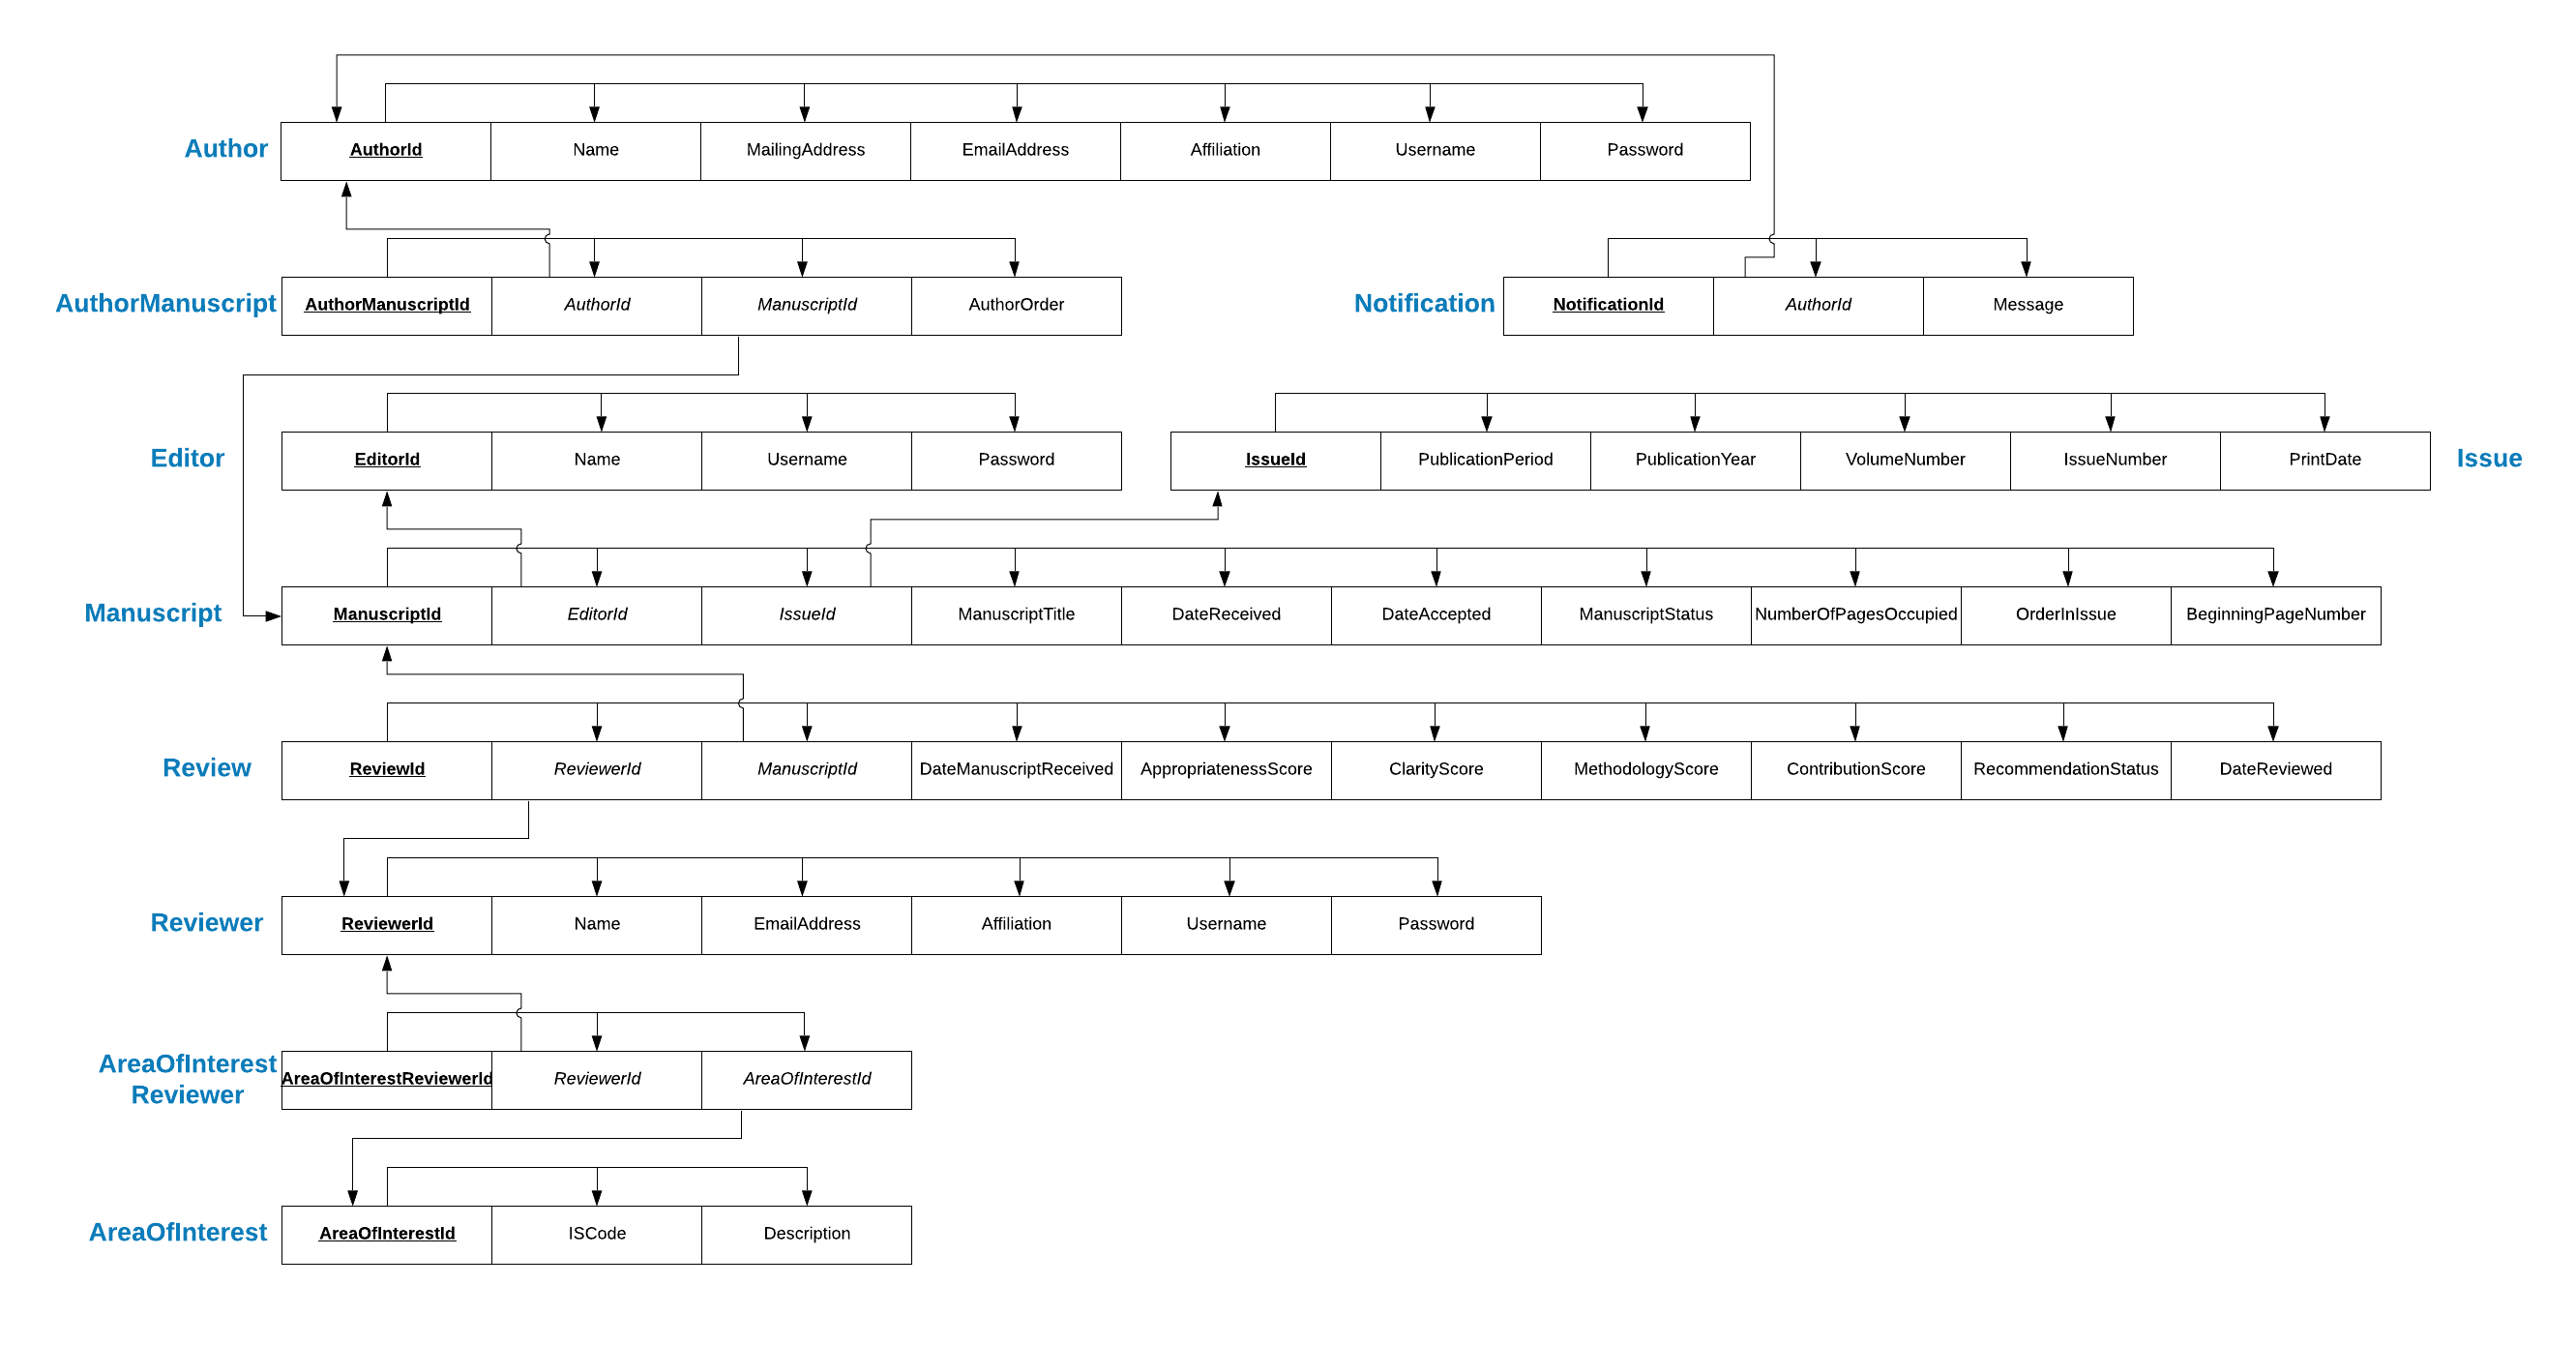 Author
AuthorId Name MailingAddress EmailAddress Affiliation Username Password
AuthorManuscript
AuthorManuscriptId AuthorId ManuscriptId AuthorOrder
Notification
NotificationId AuthorId Message
Editor
EditorId Name Username Password
IssueId PublicationPeriod PublicationYear VolumeNumber IssueNumber PrintDate
Issue
Manuscript
ManuscriptId EditorId IssueId ManuscriptTitle DateReceived DateAccepted ManuscriptStatus NumberOfPagesOccupied OrderInIssue BeginningPageNumber
Review
ReviewId ReviewerId ManuscriptId DateManuscriptReceived AppropriatenessScore ClarityScore MethodologyScore ContributionScore RecommendationStatus DateReviewed
Reviewer
ReviewerId Name EmailAddress Affiliation Username Password
AreaOfInterest
Reviewer
AreaOfInterestReviewerId ReviewerId AreaOfInterestId
AreaOfInterest
AreaOfInterestId ISCode Description